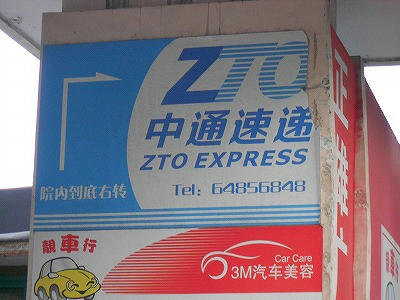 ZTO
中通速递
ZTO EXPRESS
院内到底右转
Tel: 64856848
靓車行
Car Care
3M汽车美容
正